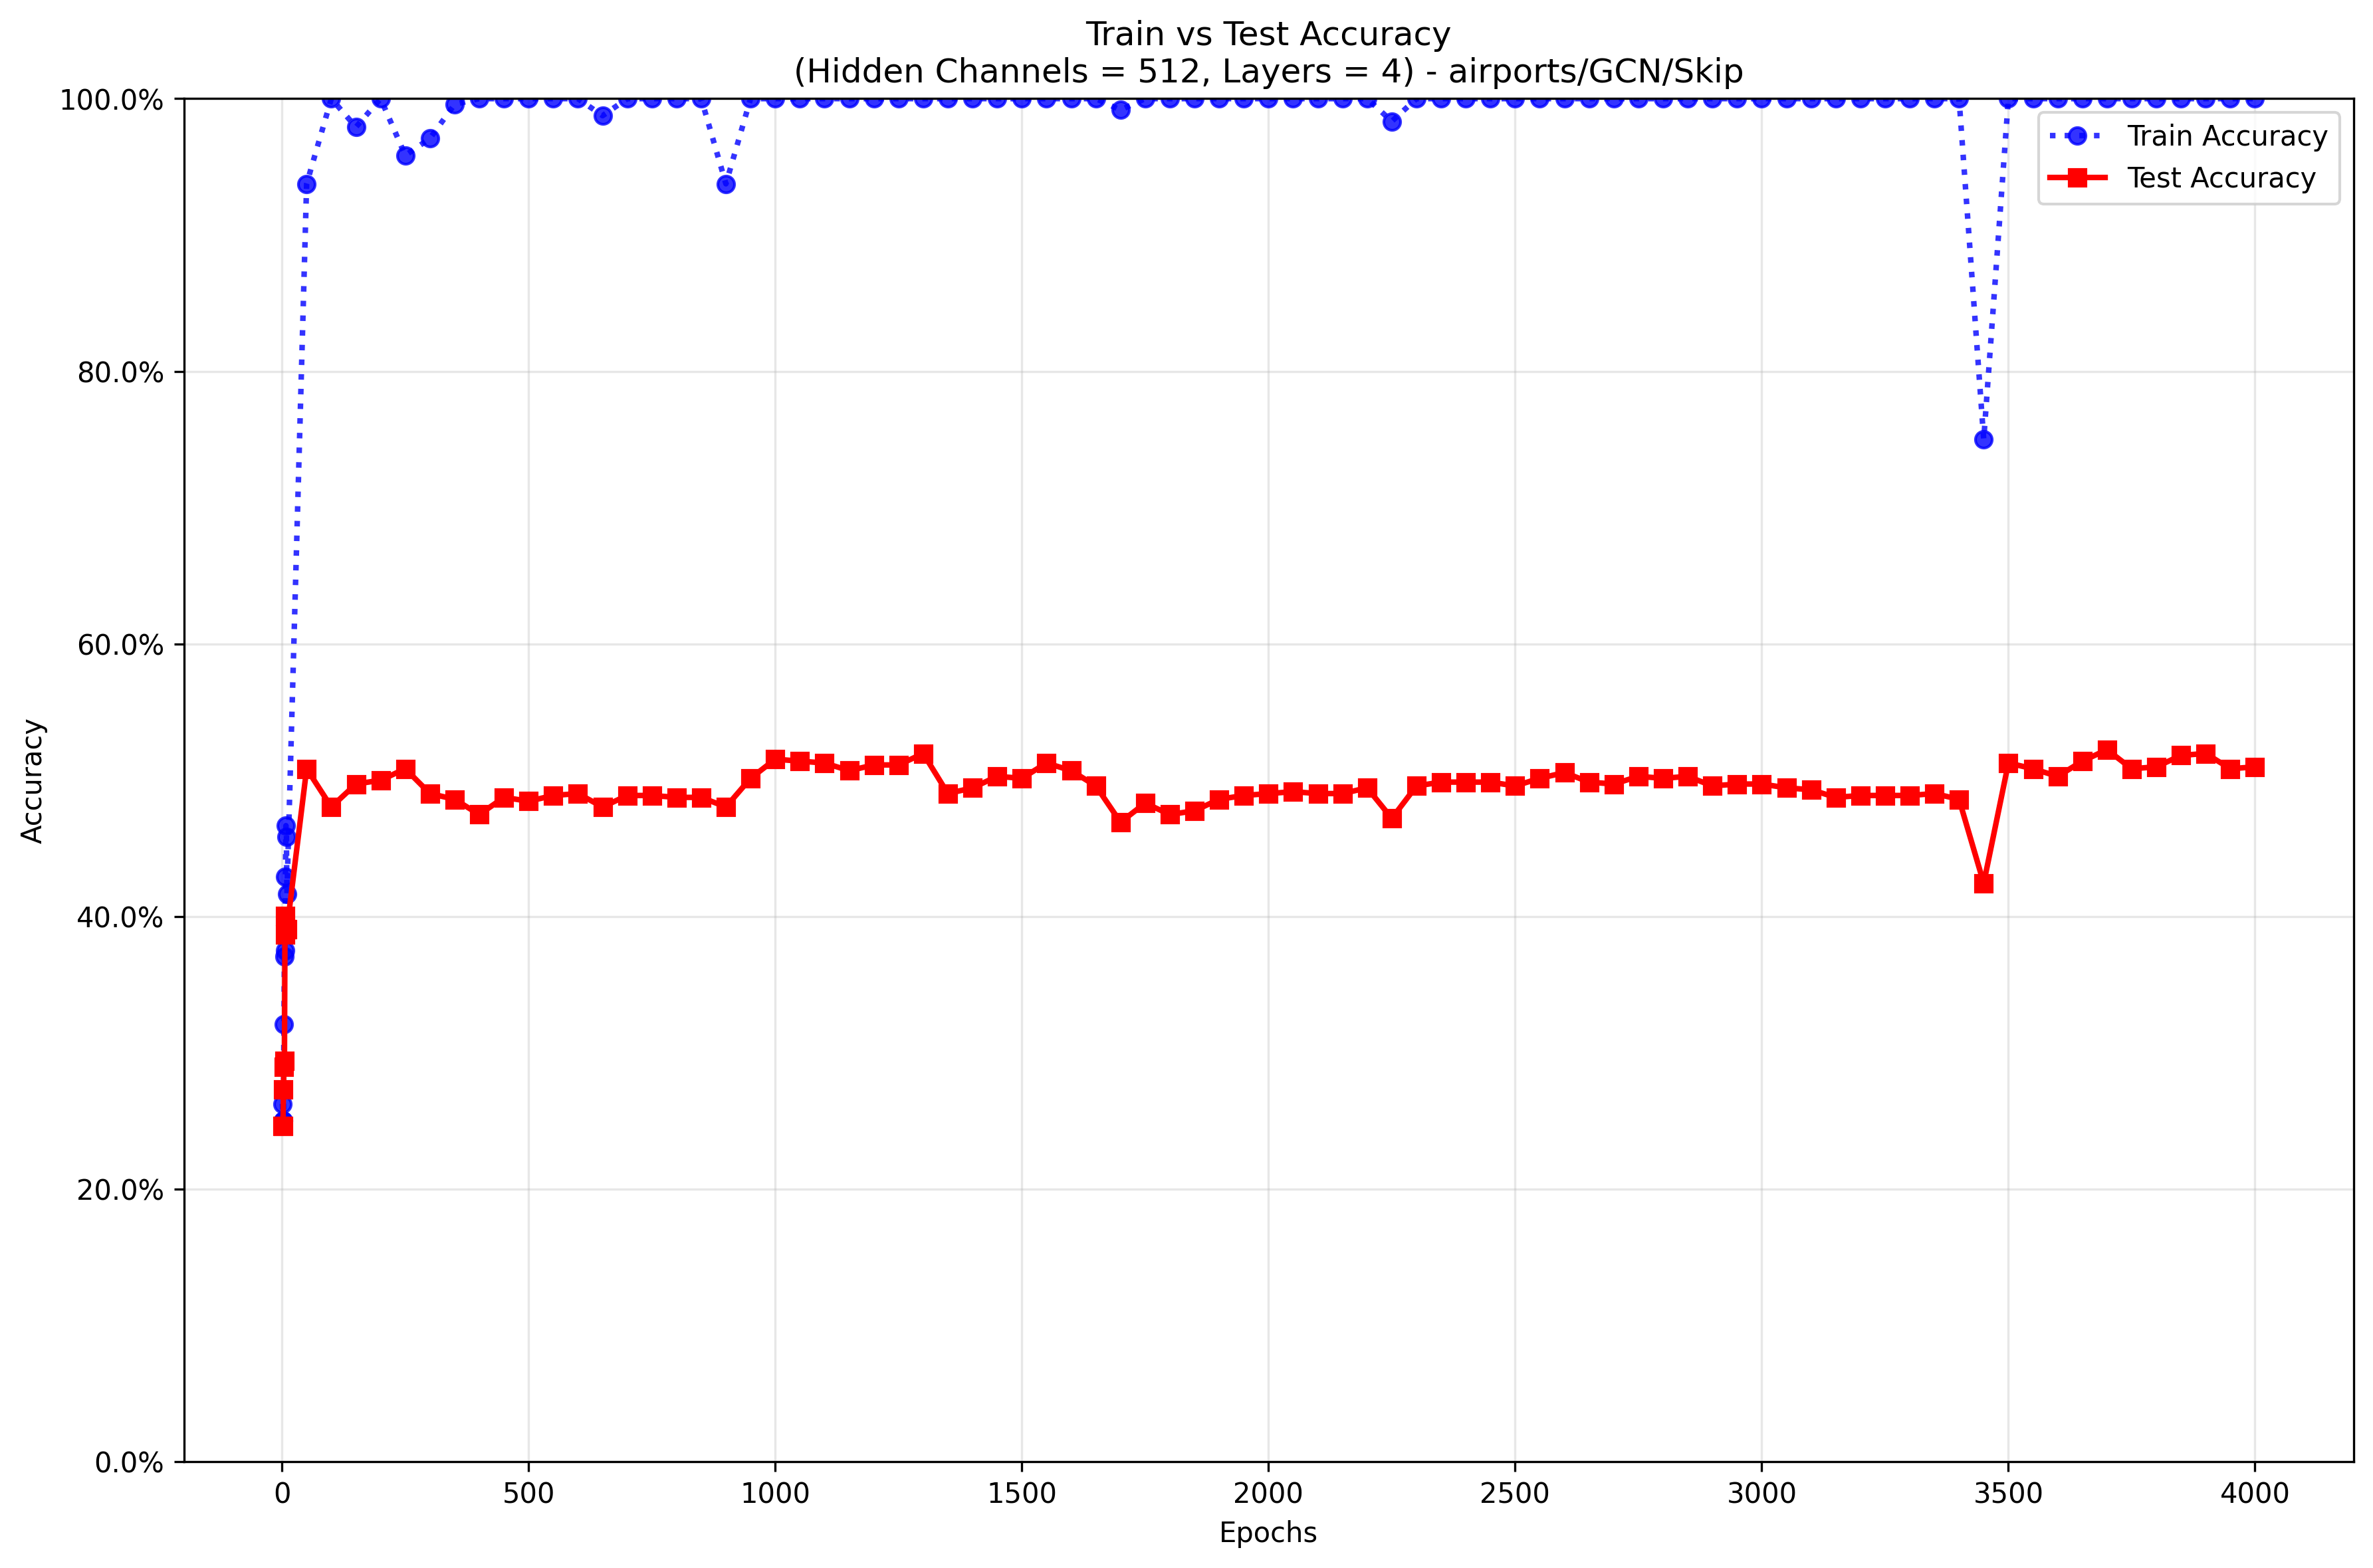 Train vs Test Accuracy
(Hidden Channels = 512, Layers = 4) - airports/GCN/Skip
100.0%
80.0%
60.0%
40.0%
20.0%
0.0%
Accuracy
Train Accuracy
Test Accuracy
0 500 1000 1500 2000 2500 3000 3500 4000
Epochs